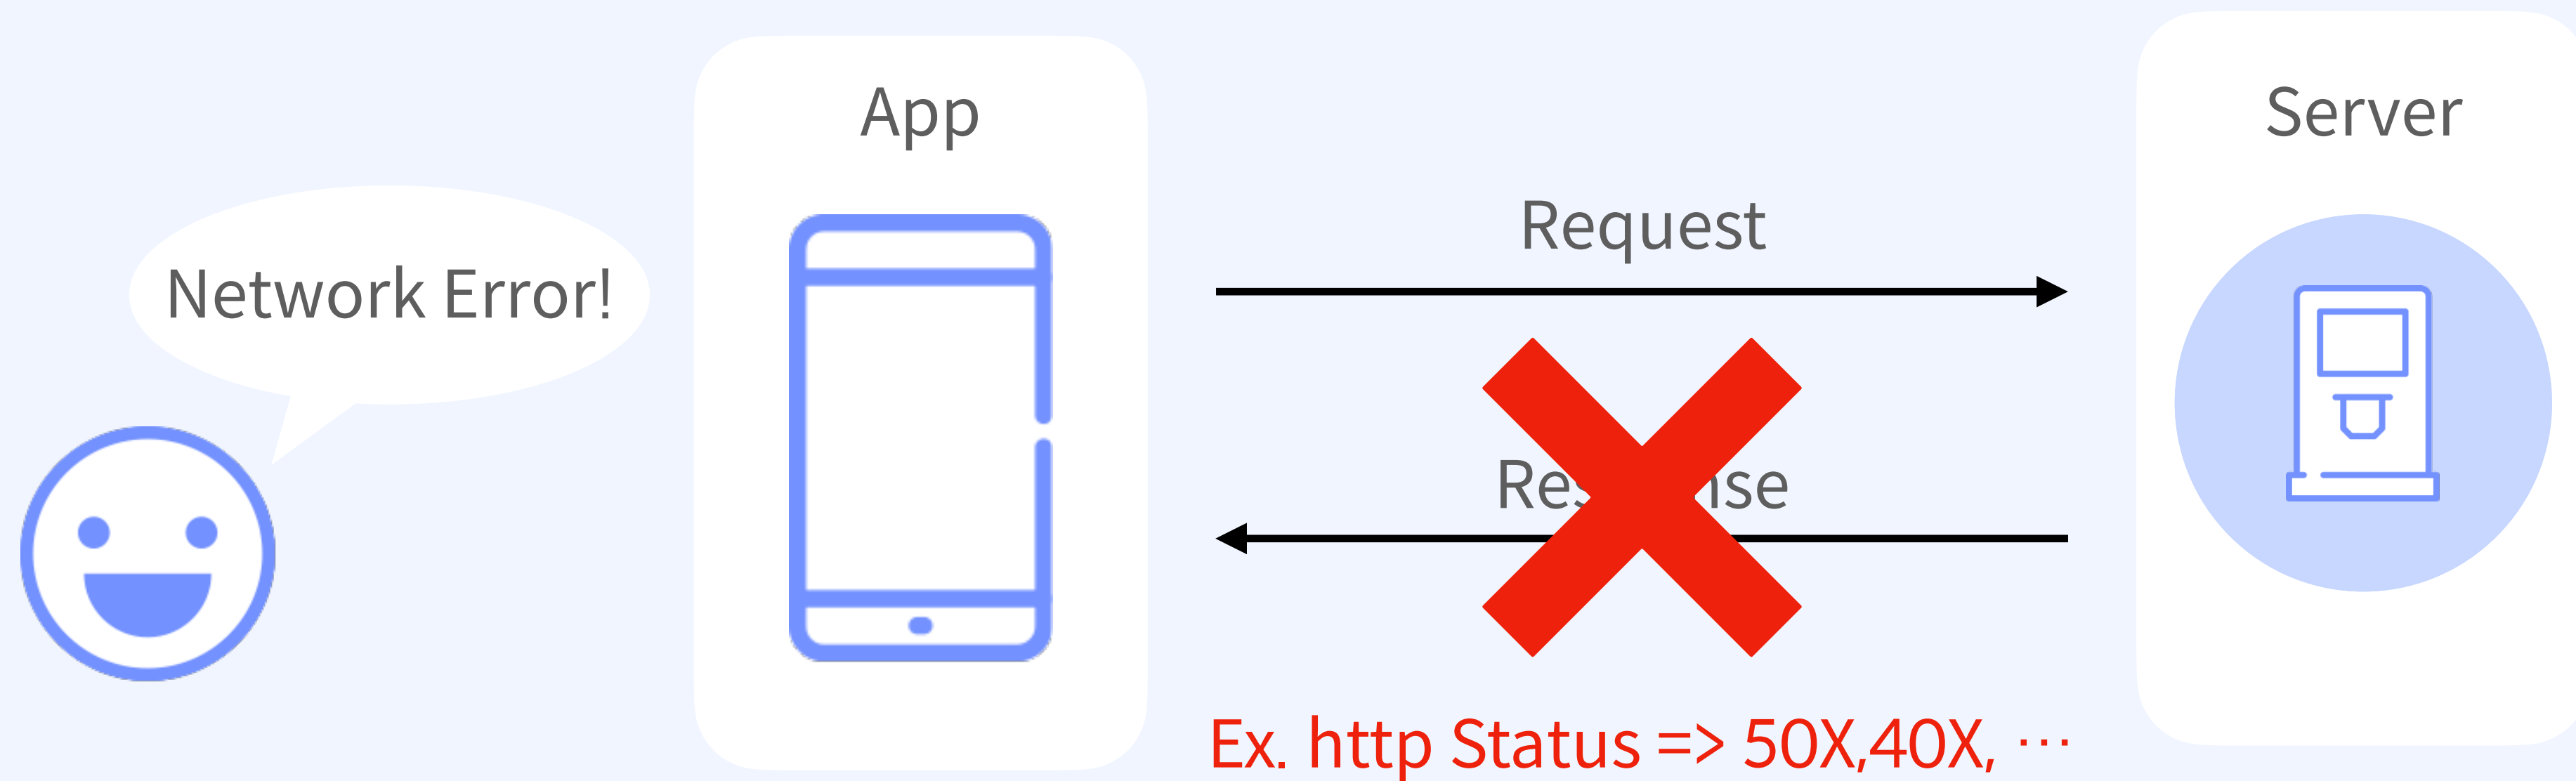 App
Server
Request
Network Error!
Ex. http Status => 50X,40X, ⋯